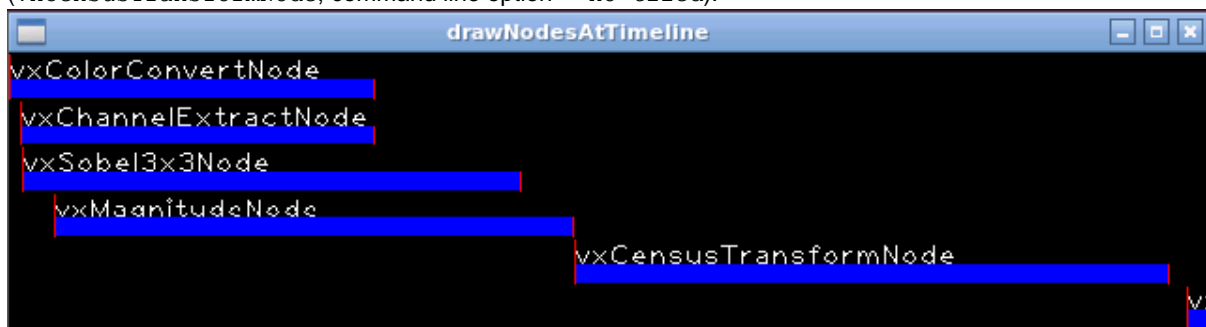 drawNodesAtTimeline
vxColorConvertNode
vxChannelExtractNode
vxSobel3x3Node
vxMagnitudeNode
vxCensusTransformNode